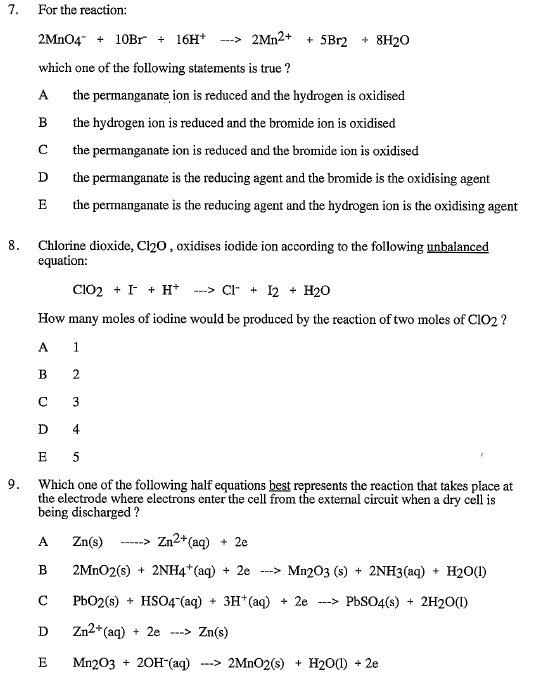 7. For the reaction:
2MnO4- + 10Br- + 16H+ ---> 2Mn2+ + 5Br2 + 8H2O
which one of the following statements is true ?
A the permanganate ion is reduced and the hydrogen is oxidised
B the hydrogen ion is reduced and the bromide ion is oxidised
C the permanganate ion is reduced and the bromide ion is oxidised
D the permanganate is the reducing agent and the bromide is the oxidising agent
E the permanganate is the reducing agent and the hydrogen ion is the oxidising agent
8. Chlorine dioxide, Cl2O , oxidises iodide ion according to the following unbalanced
equation:
ClO2 + I- + H+ ---> Cl- + I2 + H2O
How many moles of iodine would be produced by the reaction of two moles of ClO2 ?
A 1
B 2
C 3
D 4
E 5
9. Which one of the following half equations best represents the reaction that takes place at
the electrode where electrons enter the cell from the external circuit when a dry cell is
being discharged ?
A Zn(s) -----> Zn2+(aq) + 2e
B 2MnO2(s) + 2NH4+(aq) + 2e ---> Mn2O3 (s) + 2NH3(aq) + H2O(l)
C PbO2(s) + HSO4-(aq) + 3H+(aq) + 2e ---> PbSO4(s) + 2H2O(l)
D Zn2+(aq) + 2e ---> Zn(s)
E Mn2O3 + 2OH-(aq) ---> 2MnO2(s) + H2O(l) + 2e